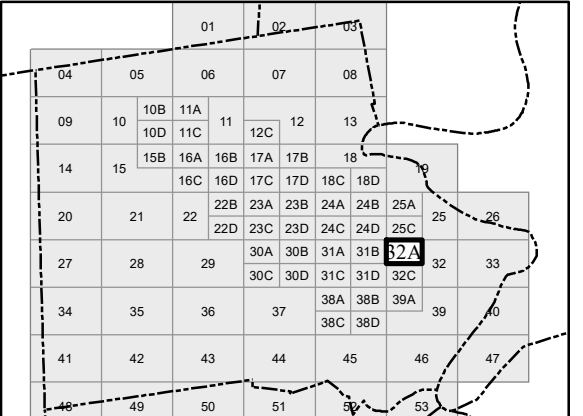 01 02 03
04 05 06 07 08
10B 11A
09 10 11 12 13
10D 11C 12C
15B 16A 16B 17A 17B 18
14 15 19
16C 16D 17C 17D 18C 18D
22B 23A 23B 24A 24B 25A
20 21 22 25 26
22D 23C 23D 24C 24D 25C
30A 30B 31A 31B 32A
27 28 29 32 33
30C 30D 31C 31D 32C
38A 38B 39A
34 35 36 37 39 40
38C 38D
41 42 43 44 45 46 47
48 49 50 51 52 53